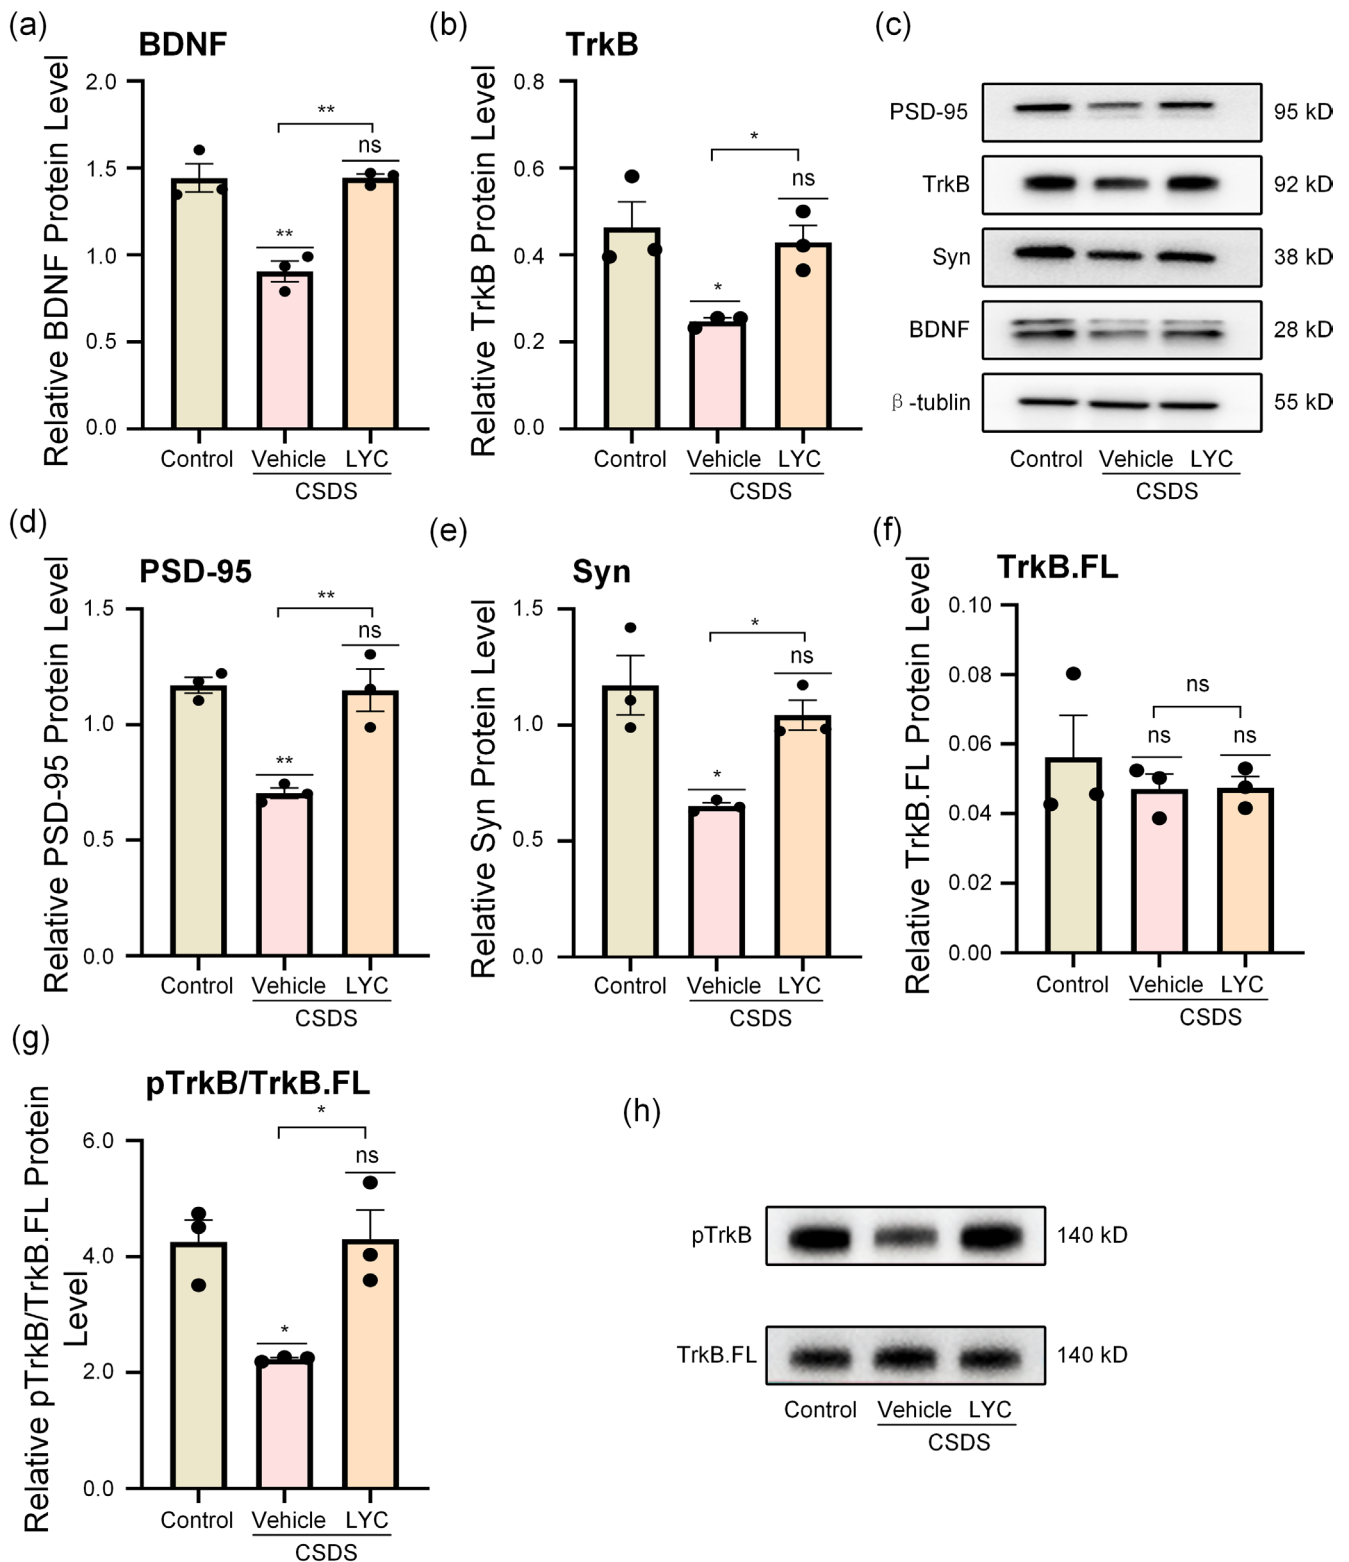 (a)
BDNF
Relative BDNF Protein Level
2.0
1.5
1.0
0.5
0.0
**
**
ns
Control Vehicle LYC
CSDS
(b)
TrkB
Relative TrkB Protein Level
0.8
0.6
0.4
0.2
0.0
*
*
ns
Control Vehicle LYC
CSDS
(c)
PSD-95 95 kD
TrkB 92 kD
Syn 38 kD
BDNF 28 kD
β-tublin 55 kD
Control Vehicle LYC
CSDS
(d)
PSD-95
Relative PSD-95 Protein Level
1.5
1.0
0.5
0.0
**
ns
**
Control Vehicle LYC
CSDS
(e)
Syn
Relative Syn Protein Level
1.5
1.0
0.5
0.0
*
ns
*
Control Vehicle LYC
CSDS
(f)
TrkB.FL
Relative TrkB.FL Protein Level
0.10
0.08
0.06
0.04
0.02
0.00
ns
ns
ns
Control Vehicle LYC
CSDS
(g)
pTrkB/TrkB.FL
Relative pTrkB/TrkB.FL Protein
Level
6.0
4.0
2.0
0.0
*
ns
*
Control Vehicle LYC
CSDS
(h)
pTrkB 140 kD
TrkB.FL 140 kD
Control Vehicle LYC
CSDS